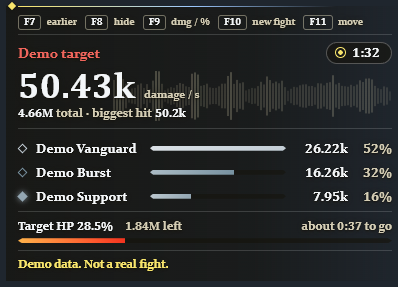 F7 earlier F8 hide F9 dmg / % F10 new fight F11 move
Demo target 1:32
50.43k damage / s
4.66M total · biggest hit 50.2k
Demo Vanguard 26.22k 52%
Demo Burst 16.26k 32%
Demo Support 7.95k 16%
Target HP 28.5% 1.84M left about 0:37 to go
Demo data. Not a real fight.